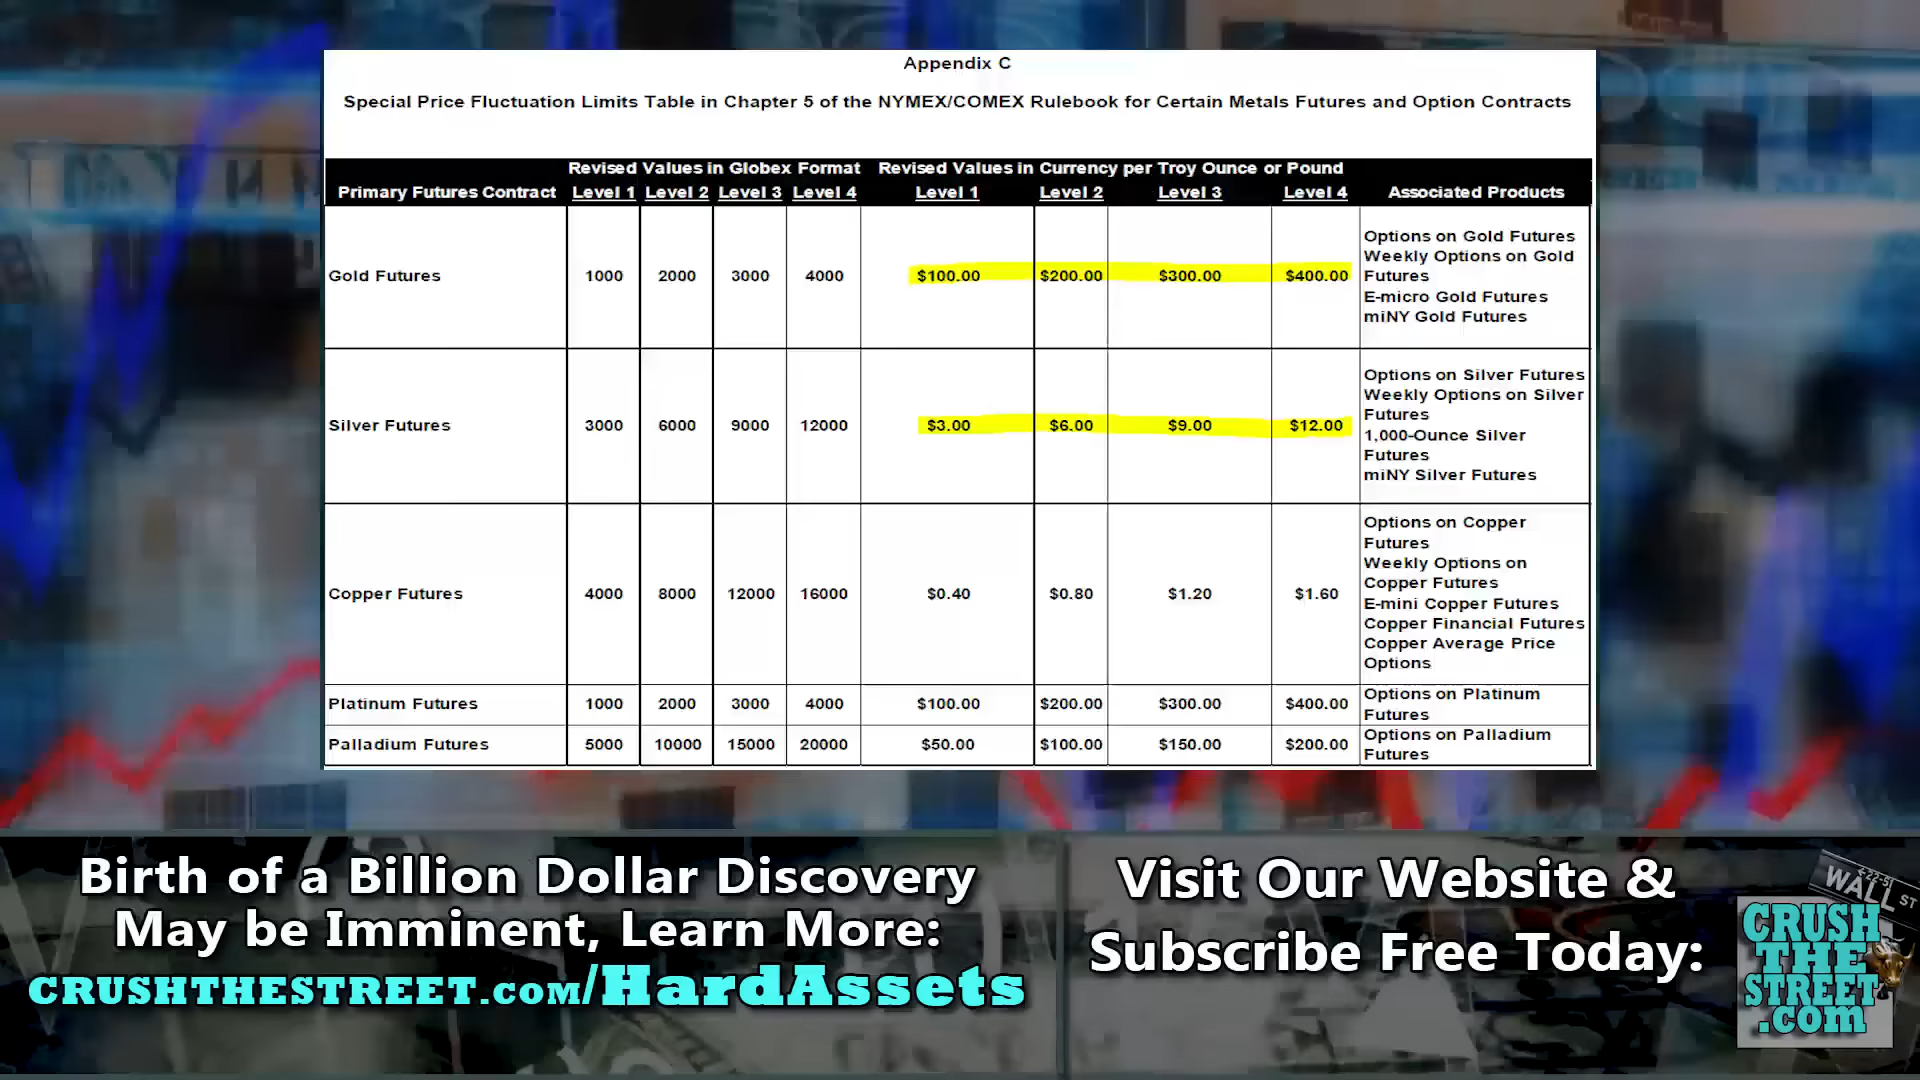 Appendix C
Special Price Fluctuation Limits Table in Chapter 5 of the NYMEX/COMEX Rulebook for Certain Metals Futures and Option Contracts
Revised Values in Globex Format Revised Values in Currency per Troy Ounce or Pound
Primary Futures Contract Level 1 Level 2 Level 3 Level 4 Level 1 Level 2 Level 3 Level 4 Associated Products
Gold Futures 1000 2000 3000 4000 $100.00 $200.00 $300.00 $400.00
Options on Gold Futures
Weekly Options on Gold
Futures
E-micro Gold Futures
miNY Gold Futures
Silver Futures 3000 6000 9000 12000 $3.00 $6.00 $9.00 $12.00
Options on Silver Futures
Weekly Options on Silver
Futures
1,000-Ounce Silver
Futures
miNY Silver Futures
Copper Futures 4000 8000 12000 16000 $0.40 $0.80 $1.20 $1.60
Options on Copper
Futures
Weekly Options on
Copper Futures
E-mini Copper Futures
Copper Financial Futures
Copper Average Price
Options
Platinum Futures 1000 2000 3000 4000 $100.00 $200.00 $300.00 $400.00
Options on Platinum
Futures
Palladium Futures 5000 10000 15000 20000 $50.00 $100.00 $150.00 $200.00
Options on Palladium
Futures
Birth of a Billion Dollar Discovery
May be Imminent, Learn More:
CRUSHTHESTREET.COM/HardAssets
Visit Our Website &
Subscribe Free Today:
WALL ST
CRUSH
THE
STREET
.com